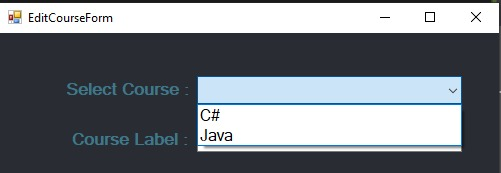 EditCourseForm
Select Course :
C#
Java
Course Label :